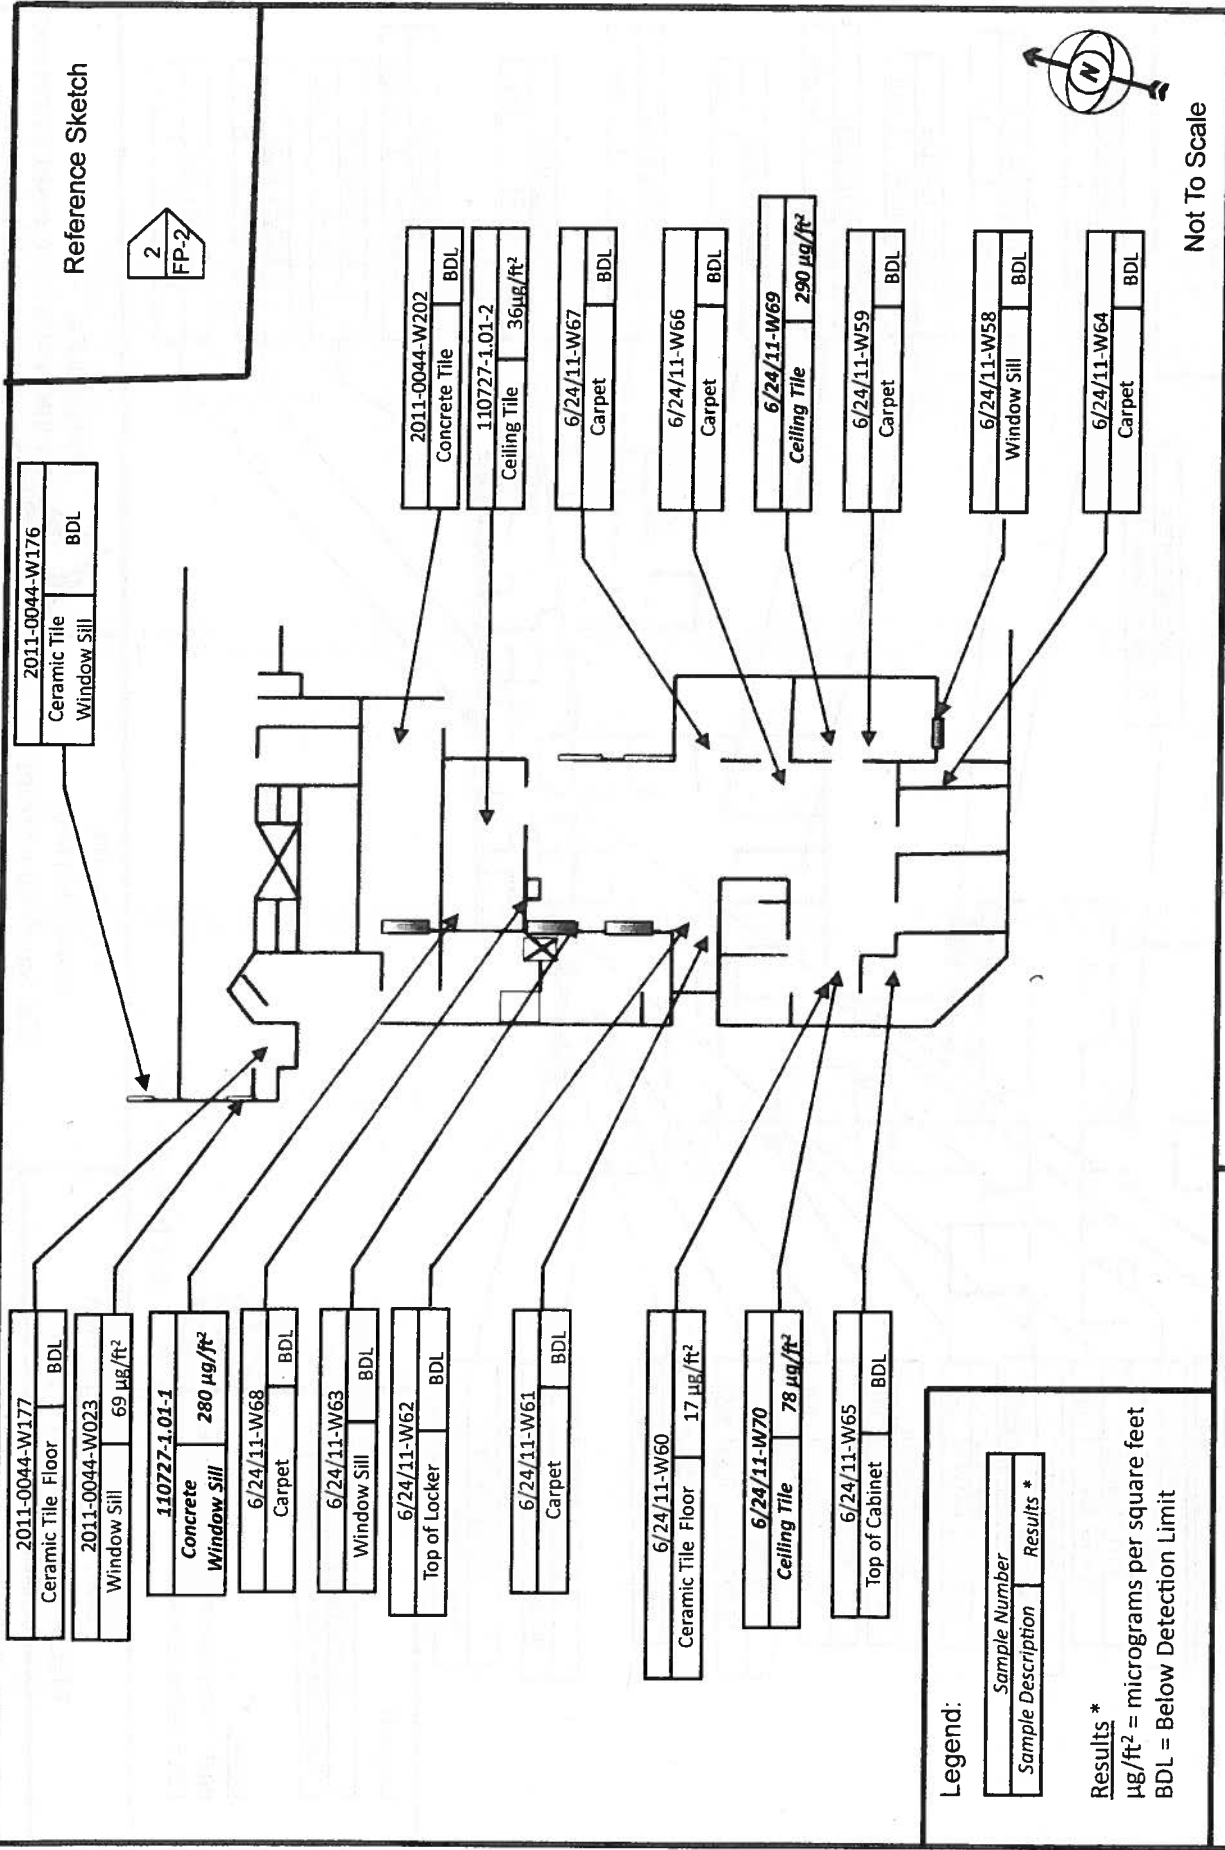 Reference Sketch
2
FP-2
2011-0044-W177
Ceramic Tile Floor BDL
2011-0044-W023
Window Sill 69 µg/ft²
110727-1.01-1
Concrete
Window Sill 280 µg/ft²
6/24/11-W68
Carpet BDL
6/24/11-W63
Window Sill BDL
6/24/11-W62
Top of Locker BDL
6/24/11-W61
Carpet BDL
6/24/11-W60
Ceramic Tile Floor 17 µg/ft²
6/24/11-W70
Ceiling Tile 78 µg/ft²
6/24/11-W65
Top of Cabinet BDL
2011-0044-W176
Ceramic Tile
Window Sill BDL
2011-0044-W202
Concrete Tile BDL
110727-1.01-2
Ceiling Tile 36µg/ft²
6/24/11-W67
Carpet BDL
6/24/11-W66
Carpet BDL
6/24/11-W69
Ceiling Tile 290 µg/ft²
6/24/11-W59
Carpet BDL
6/24/11-W58
Window Sill BDL
6/24/11-W64
Carpet BDL
N
Not To Scale
Legend:
Sample Number
Sample Description Results *
Results *
µg/ft² = micrograms per square feet
BDL = Below Detection Limit